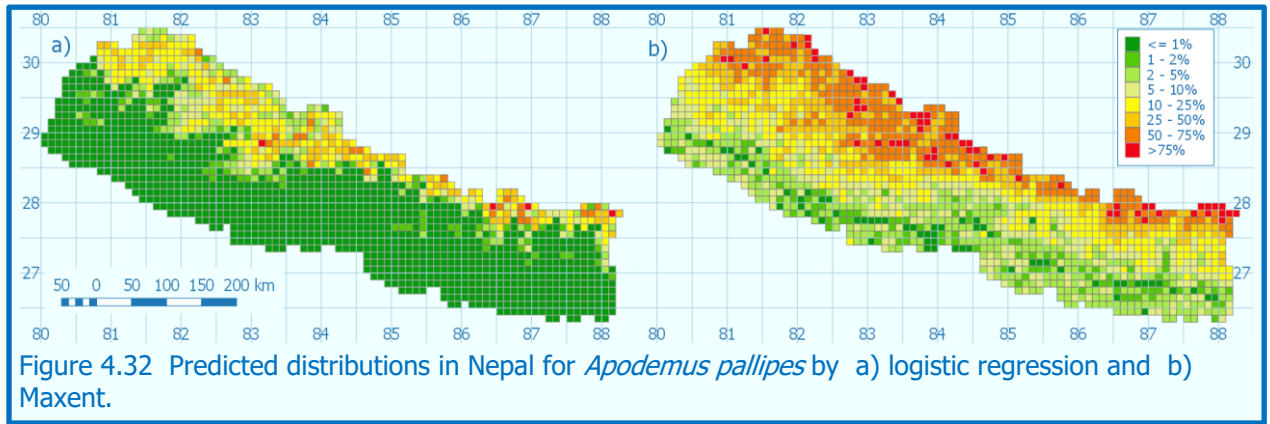 80 81 82 83 84 85 86 87 88 80 81 82 83 84 85 86 87 88
a) b)
<= 1%
1 - 2%
2 - 5%
5 - 10%
10 - 25%
25 - 50%
50 - 75%
>75%
30 30
29 29
28 28
27 27
50 0 50 100 150 200 km
80 81 82 83 84 85 86 87 88 80 81 82 83 84 85 86 87 88
Figure 4.32 Predicted distributions in Nepal for Apodemus pallipes by a) logistic regression and b)
Maxent.